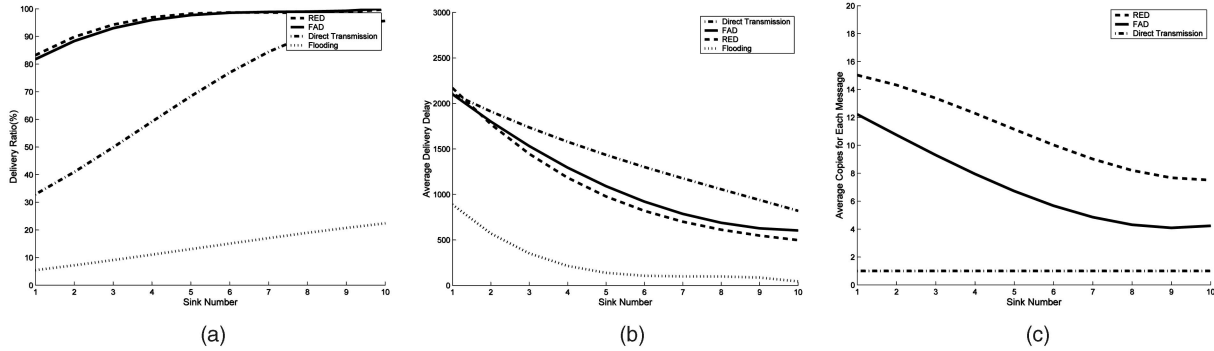 100
90
80
70
60
50
40
30
20
10
0
Delivery Ratio(%)
RED
FAD
Direct Transmission
Flooding
1 2 3 4 5 6 7 8 9 10
Sink Number
(a)
3000
2500
2000
1500
1000
500
0
Average Delivery Delay
Direct Transmission
FAD
RED
Flooding
1 2 3 4 5 6 7 8 9 10
Sink Number
(b)
20
18
16
14
12
10
8
6
4
2
0
Average Copies for Each Message
RED
FAD
Direct Transmission
1 2 3 4 5 6 7 8 9 10
Sink Number
(c)